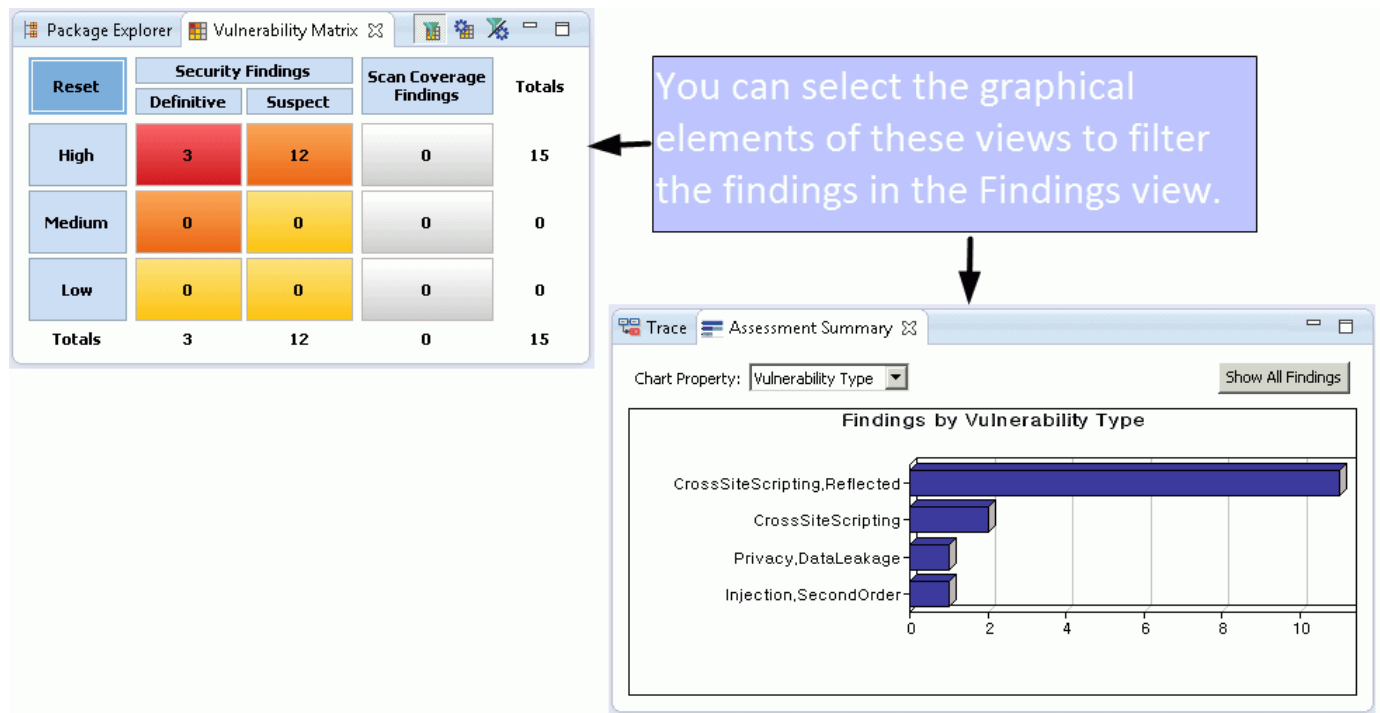 Package Explorer Vulnerability Matrix
Reset Security Findings Scan Coverage Findings Totals
Definitive Suspect
High 3 12 0 15
Medium 0 0 0 0
Low 0 0 0 0
Totals 3 12 0 15
You can select the graphical
elements of these views to filter
the findings in the Findings view.
Trace Assessment Summary
Chart Property: Vulnerability Type Show All Findings
Findings by Vulnerability Type
CrossSiteScripting,Reflected
CrossSiteScripting
Privacy,DataLeakage
Injection,SecondOrder
0 2 4 6 8 10